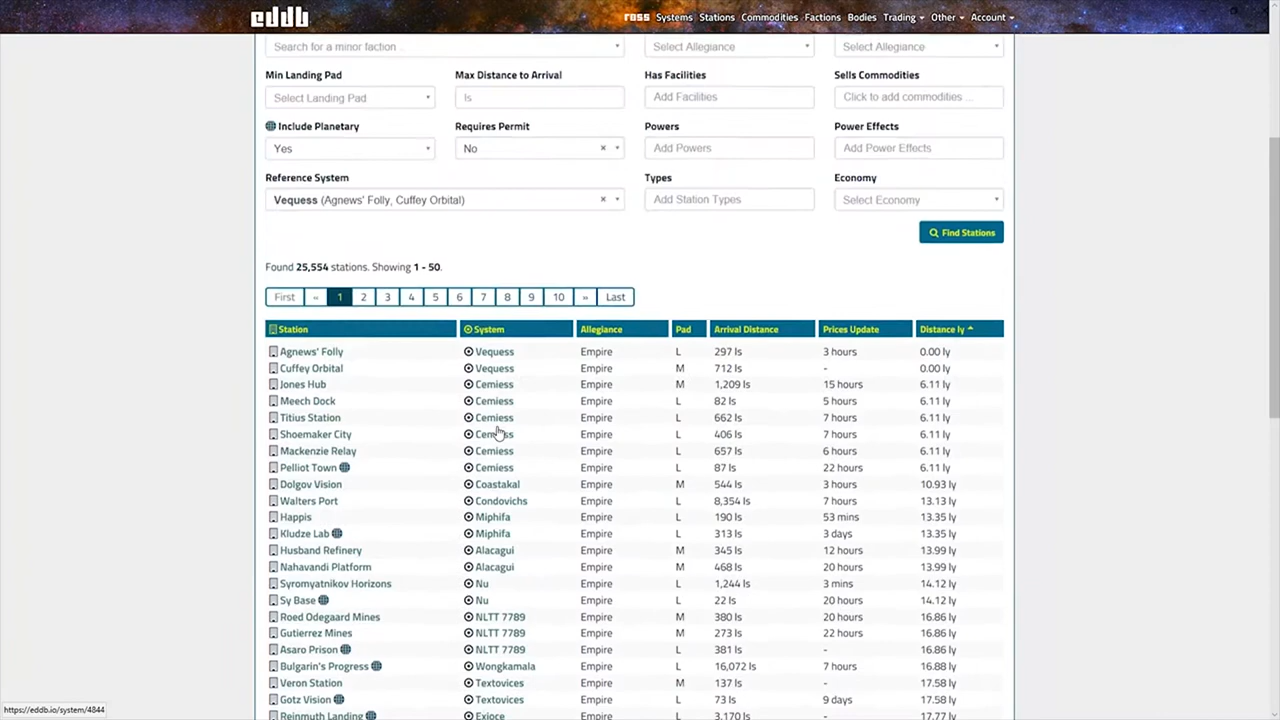 eddb
ross Systems Stations Commodities Factions Bodies Trading Other Account
Search for a minor faction .. Select Allegiance Select Allegiance
Min Landing Pad Max Distance to Arrival Has Facilities Sells Commodities
Select Landing Pad ls Add Facilities Click to add commodities ...
Include Planetary Requires Permit Powers Power Effects
Yes No × Add Powers Add Power Effects
Reference System Types Economy
Vequess (Agnews' Folly, Cuffey Orbital) × Add Station Types Select Economy
Find Stations
Found 25,554 stations. Showing 1 - 50.
First « 1 2 3 4 5 6 7 8 9 10 » Last
Station System Allegiance Pad Arrival Distance Prices Update Distance ly
Agnews' Folly Vequess Empire L 297 ls 3 hours 0.00 ly
Cuffey Orbital Vequess Empire M 712 ls - 0.00 ly
Jones Hub Cemiess Empire M 1,209 ls 15 hours 6.11 ly
Meech Dock Cemiess Empire L 82 ls 5 hours 6.11 ly
Titius Station Cemiess Empire L 662 ls 7 hours 6.11 ly
Shoemaker City Cemiess Empire L 406 ls 7 hours 6.11 ly
Mackenzie Relay Cemiess Empire L 657 ls 6 hours 6.11 ly
Pelliot Town Cemiess Empire L 87 ls 22 hours 6.11 ly
Dolgov Vision Coastakal Empire M 544 ls 3 hours 10.93 ly
Walters Port Condovichs Empire L 8,354 ls 7 hours 13.13 ly
Happis Miphifa Empire L 190 ls 53 mins 13.35 ly
Kludze Lab Miphifa Empire L 313 ls 3 days 13.35 ly
Husband Refinery Alacagui Empire M 345 ls 12 hours 13.99 ly
Nahavandi Platform Alacagui Empire M 468 ls 20 hours 13.99 ly
Syromyatnikov Horizons Nu Empire L 1,244 ls 3 mins 14.12 ly
Sy Base Nu Empire L 22 ls 20 hours 14.12 ly
Roed Odegaard Mines NLTT 7789 Empire M 380 ls 20 hours 16.86 ly
Gutierrez Mines NLTT 7789 Empire M 273 ls 22 hours 16.86 ly
Asaro Prison NLTT 7789 Empire L 381 ls - 16.86 ly
Bulgarin's Progress Wongkamala Empire L 16,072 ls 7 hours 16.88 ly
Veron Station Textovices Empire M 137 ls - 17.58 ly
Gotz Vision Textovices Empire L 73 ls 9 days 17.58 ly
Reinmuth Landing Exioce Empire L 3,170 ls - 17.77 ly
https://eddb.io/system/4844